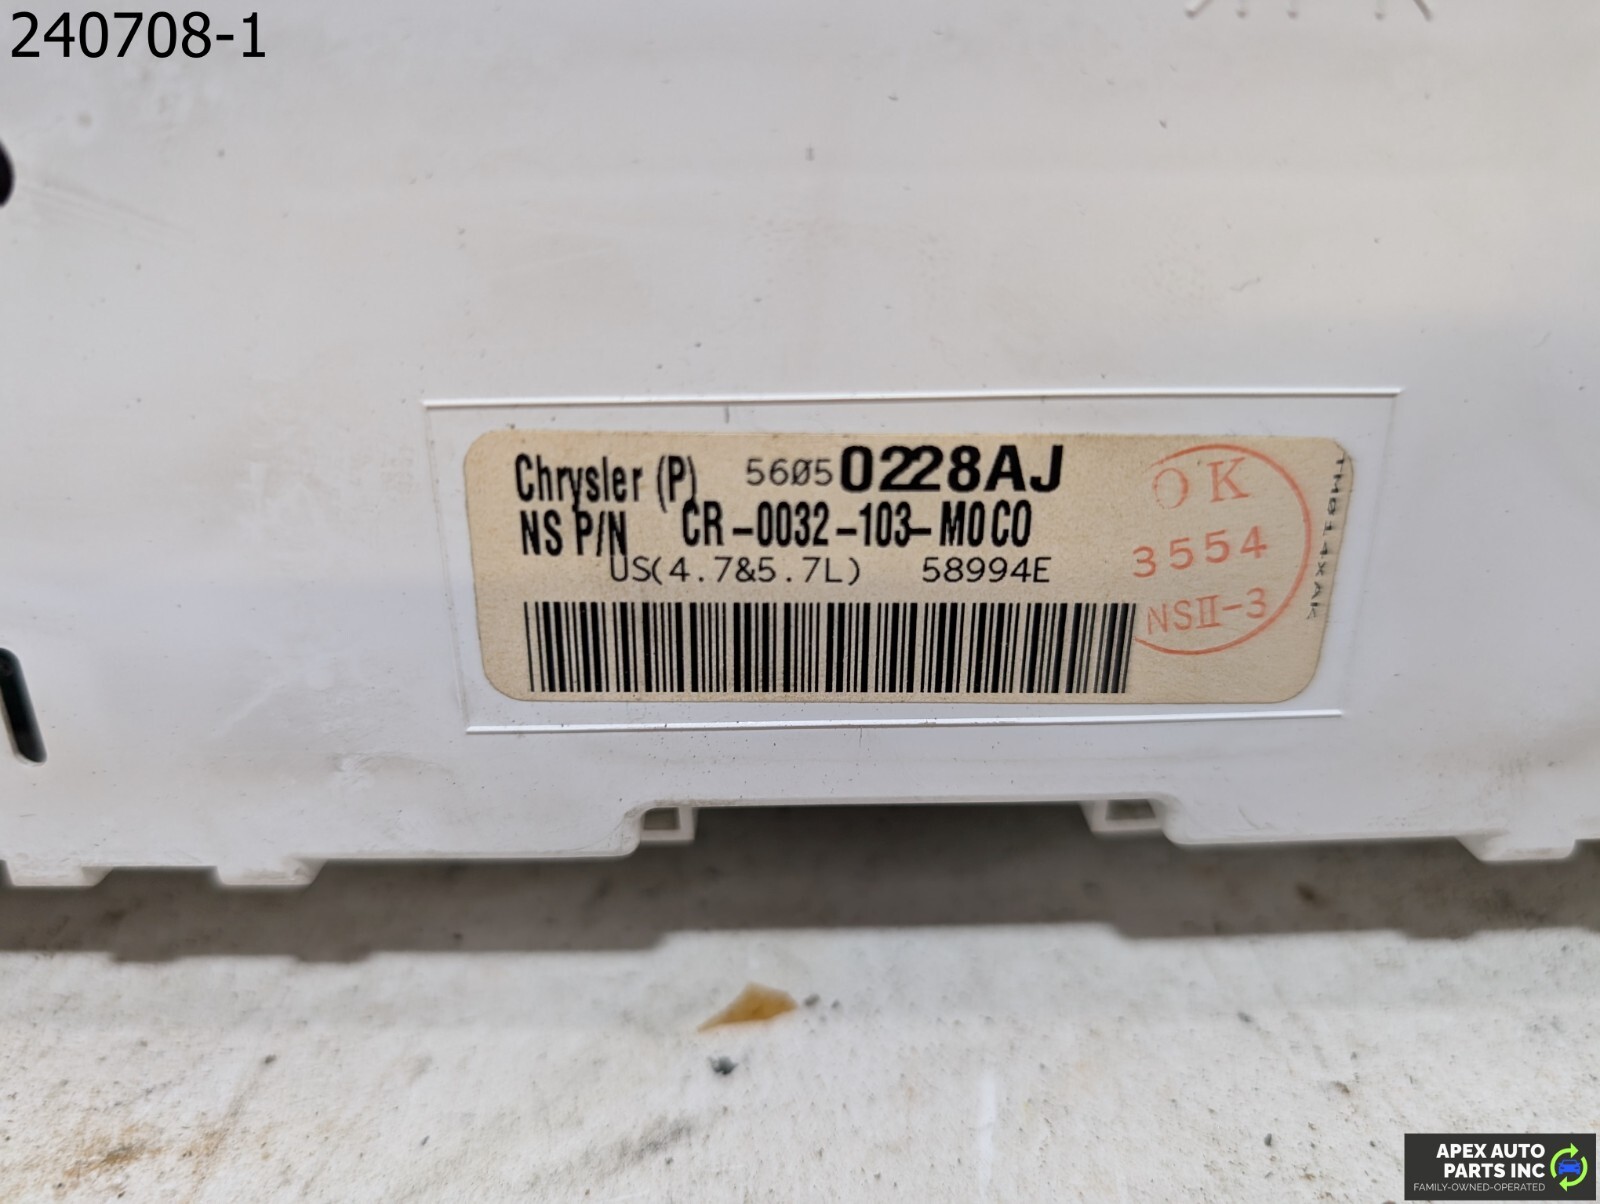 240708-1
Chrysler (P) 56050228AJ
NS P/N CR-0032-103-M0C0
US(4.7&5.7L) 58994E
OK
3554
NSII-3
APEX AUTO
PARTS INC
FAMILY-OWNED-OPERATED